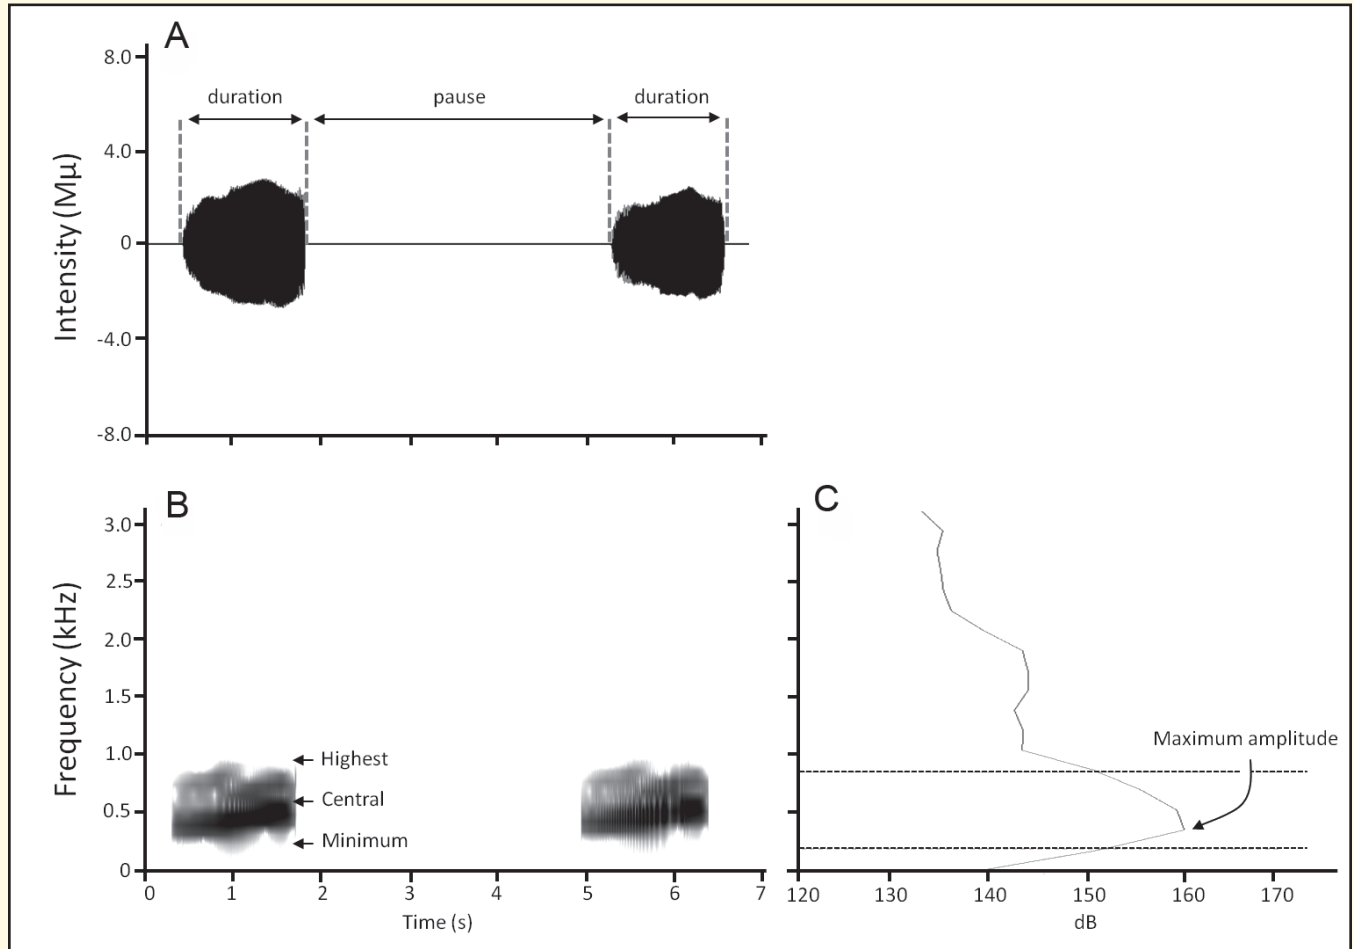 A
8.0
duration
pause
duration
4.0
0
-4.0
-8.0
Intensity (Mμ)
B
3.0
2.5
2.0
1.5
1.0
0.5
0
Frequency (kHz)
Highest
Central
Minimum
0 1 2 3 4 5 6 7
Time (s)
C
Maximum amplitude
120 130 140 150 160 170
dB